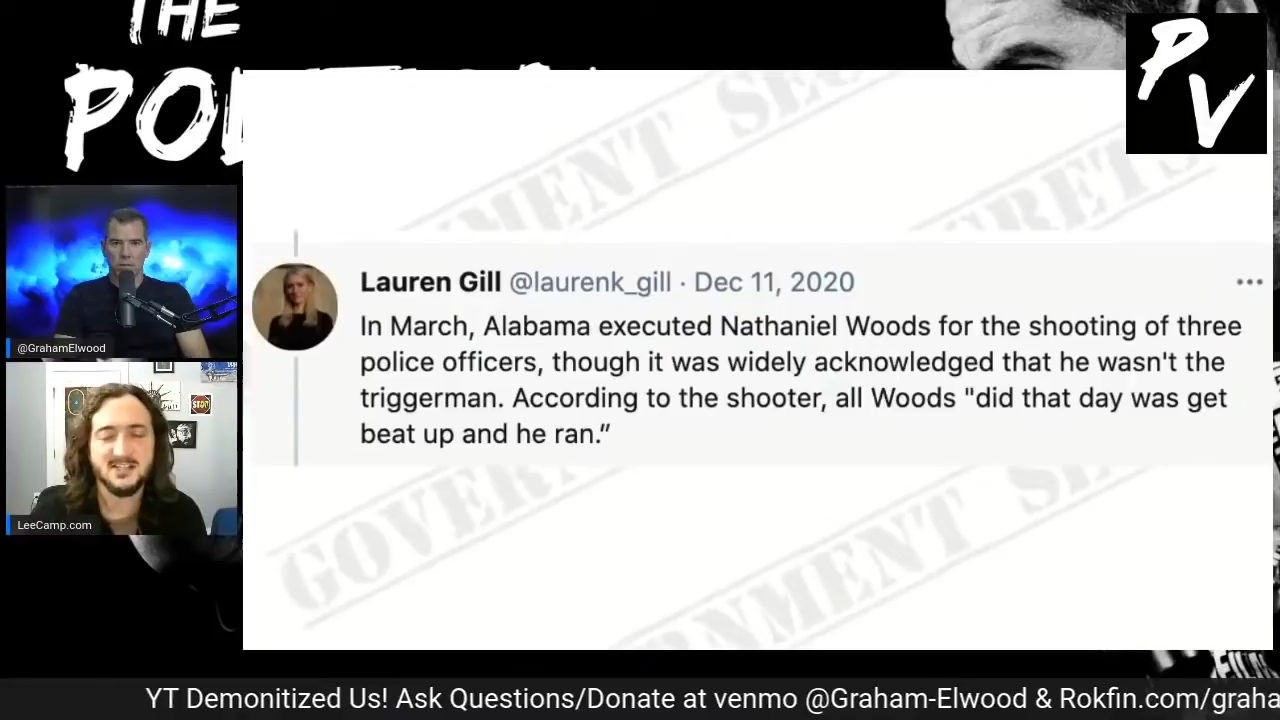 THE
P
V
Lauren Gill @laurenk_gill · Dec 11, 2020
In March, Alabama executed Nathaniel Woods for the shooting of three
police officers, though it was widely acknowledged that he wasn't the
triggerman. According to the shooter, all Woods "did that day was get
beat up and he ran.”
@GrahamElwood
STOP
LeeCamp.com
YT Demonitized Us! Ask Questions/Donate at venmo @Graham-Elwood & Rokfin.com/graha